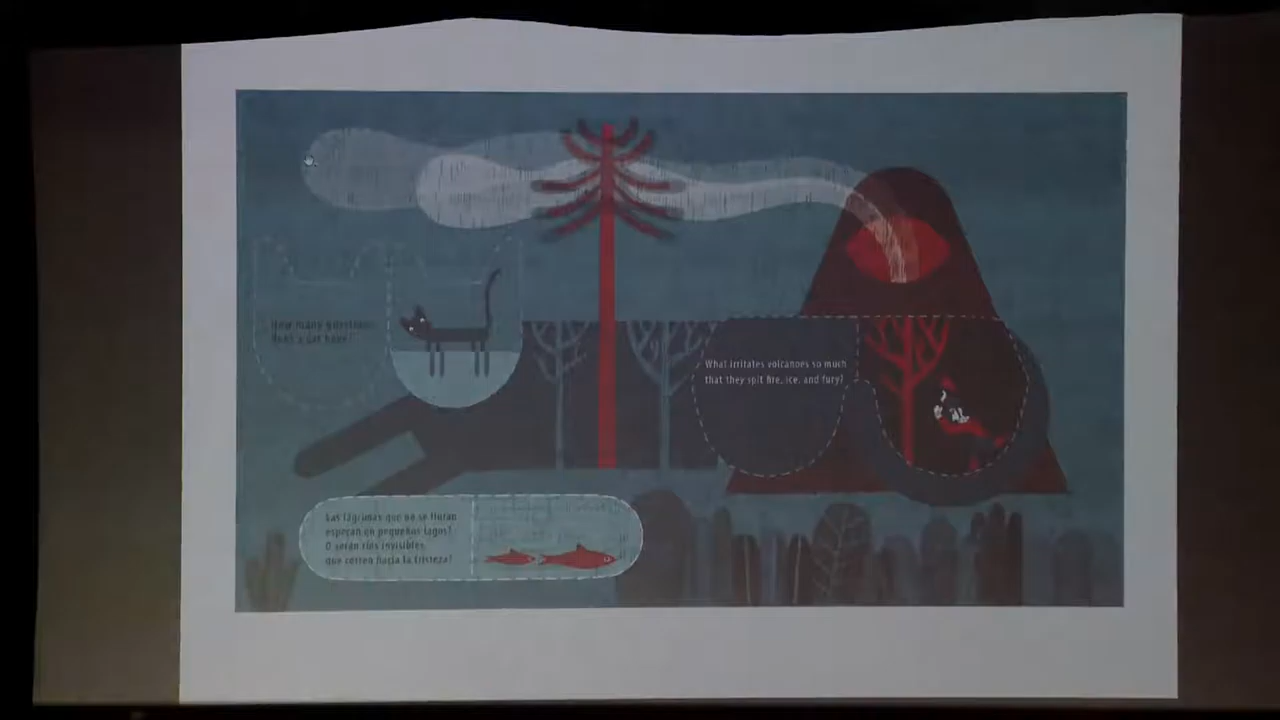 How many questions
does a cat have?
What irritates volcanoes so much
that they spit fire, ice, and fury?
Las lágrimas que no se lloran
esperan en pequeños lagos?
O serán ríos invisibles
que corren hacia la tristeza?